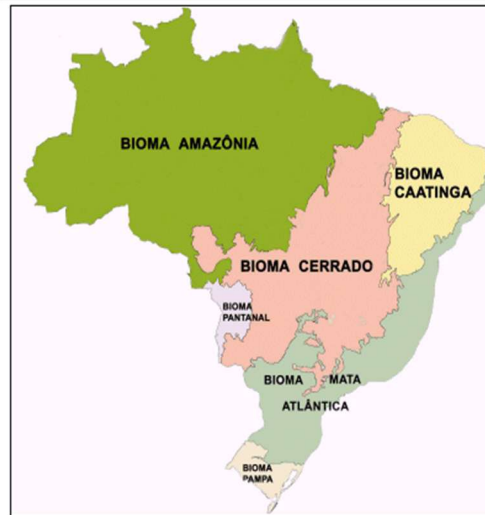 BIOMA AMAZÔNIA
BIOMA
CAATINGA
BIOMA CERRADO
BIOMA
PANTANAL
BIOMA MATA
ATLÂNTICA
BIOMA
PAMPA